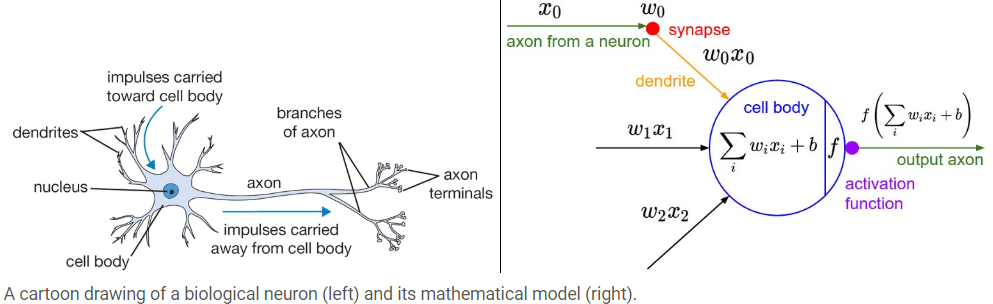 impulses carried
toward cell body
dendrites
nucleus
cell body
axon
impulses carried
away from cell body
branches
of axon
axon
terminals
x₀
w₀
axon from a neuron
synapse
w₀x₀
dendrite
cell body
w₁x₁
∑ᵢ wᵢxᵢ + b
f
f(∑ᵢ wᵢxᵢ + b)
output axon
activation
function
w₂x₂
A cartoon drawing of a biological neuron (left) and its mathematical model (right).